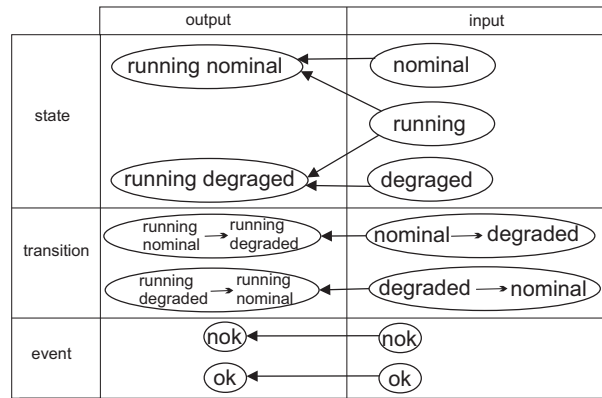 output input
state
running nominal nominal
running
running degraged degraged
transition
running running
nominal → degraded
nominal → degraded
running running
degraded → nominal
degraded → nominal
event
nok nok
ok ok